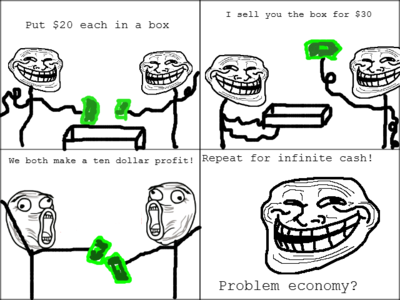 Put $20 each in a box
I sell you the box for $30
We both make a ten dollar profit!
Repeat for infinite cash!
Problem economy?